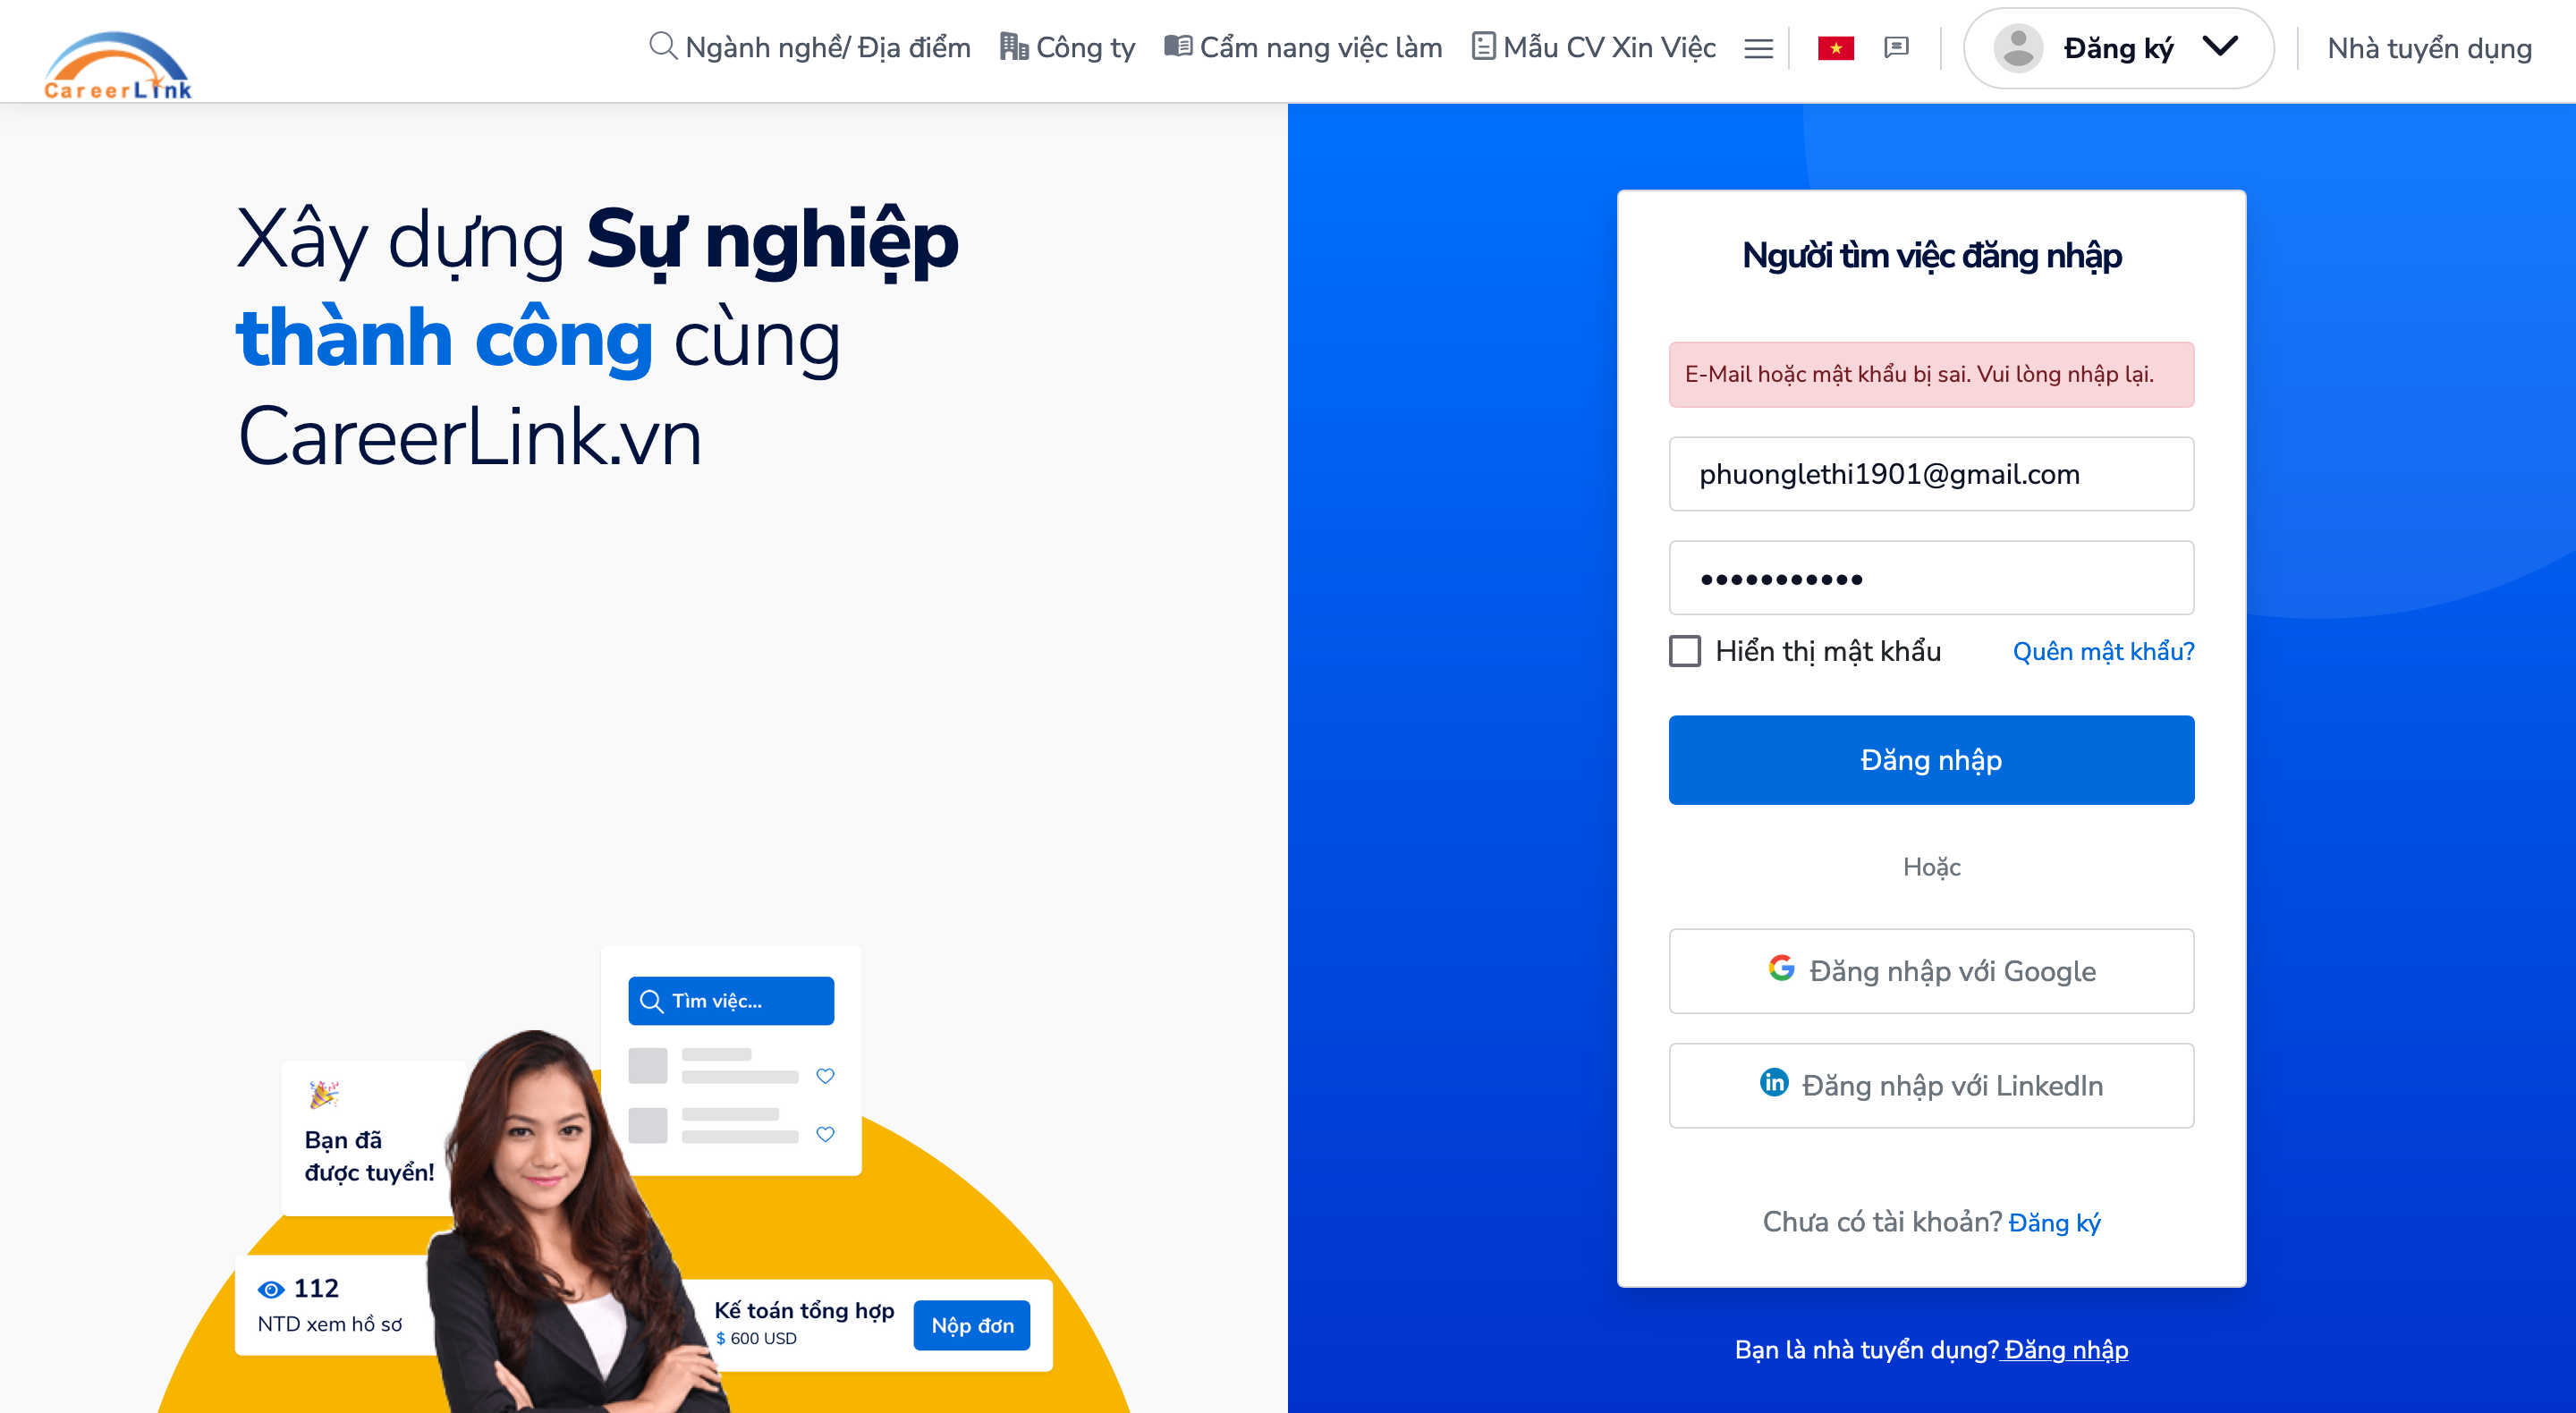 CareerLink
Ngành nghề/ Địa điểm
Công ty
Cẩm nang việc làm
Mẫu CV Xin Việc
Đăng ký
Nhà tuyển dụng
Xây dựng Sự nghiệp
thành công cùng
CareerLink.vn
Tìm việc...
Bạn đã
được tuyển!
112
NTD xem hồ sơ
Kế toán tổng hợp
$ 600 USD
Nộp đơn
Người tìm việc đăng nhập
E-Mail hoặc mật khẩu bị sai. Vui lòng nhập lại.
phuonglethi1901@gmail.com
•••••••••••
Hiển thị mật khẩu
Quên mật khẩu?
Đăng nhập
Hoặc
Đăng nhập với Google
in Đăng nhập với LinkedIn
Chưa có tài khoản? Đăng ký
Bạn là nhà tuyển dụng? Đăng nhập